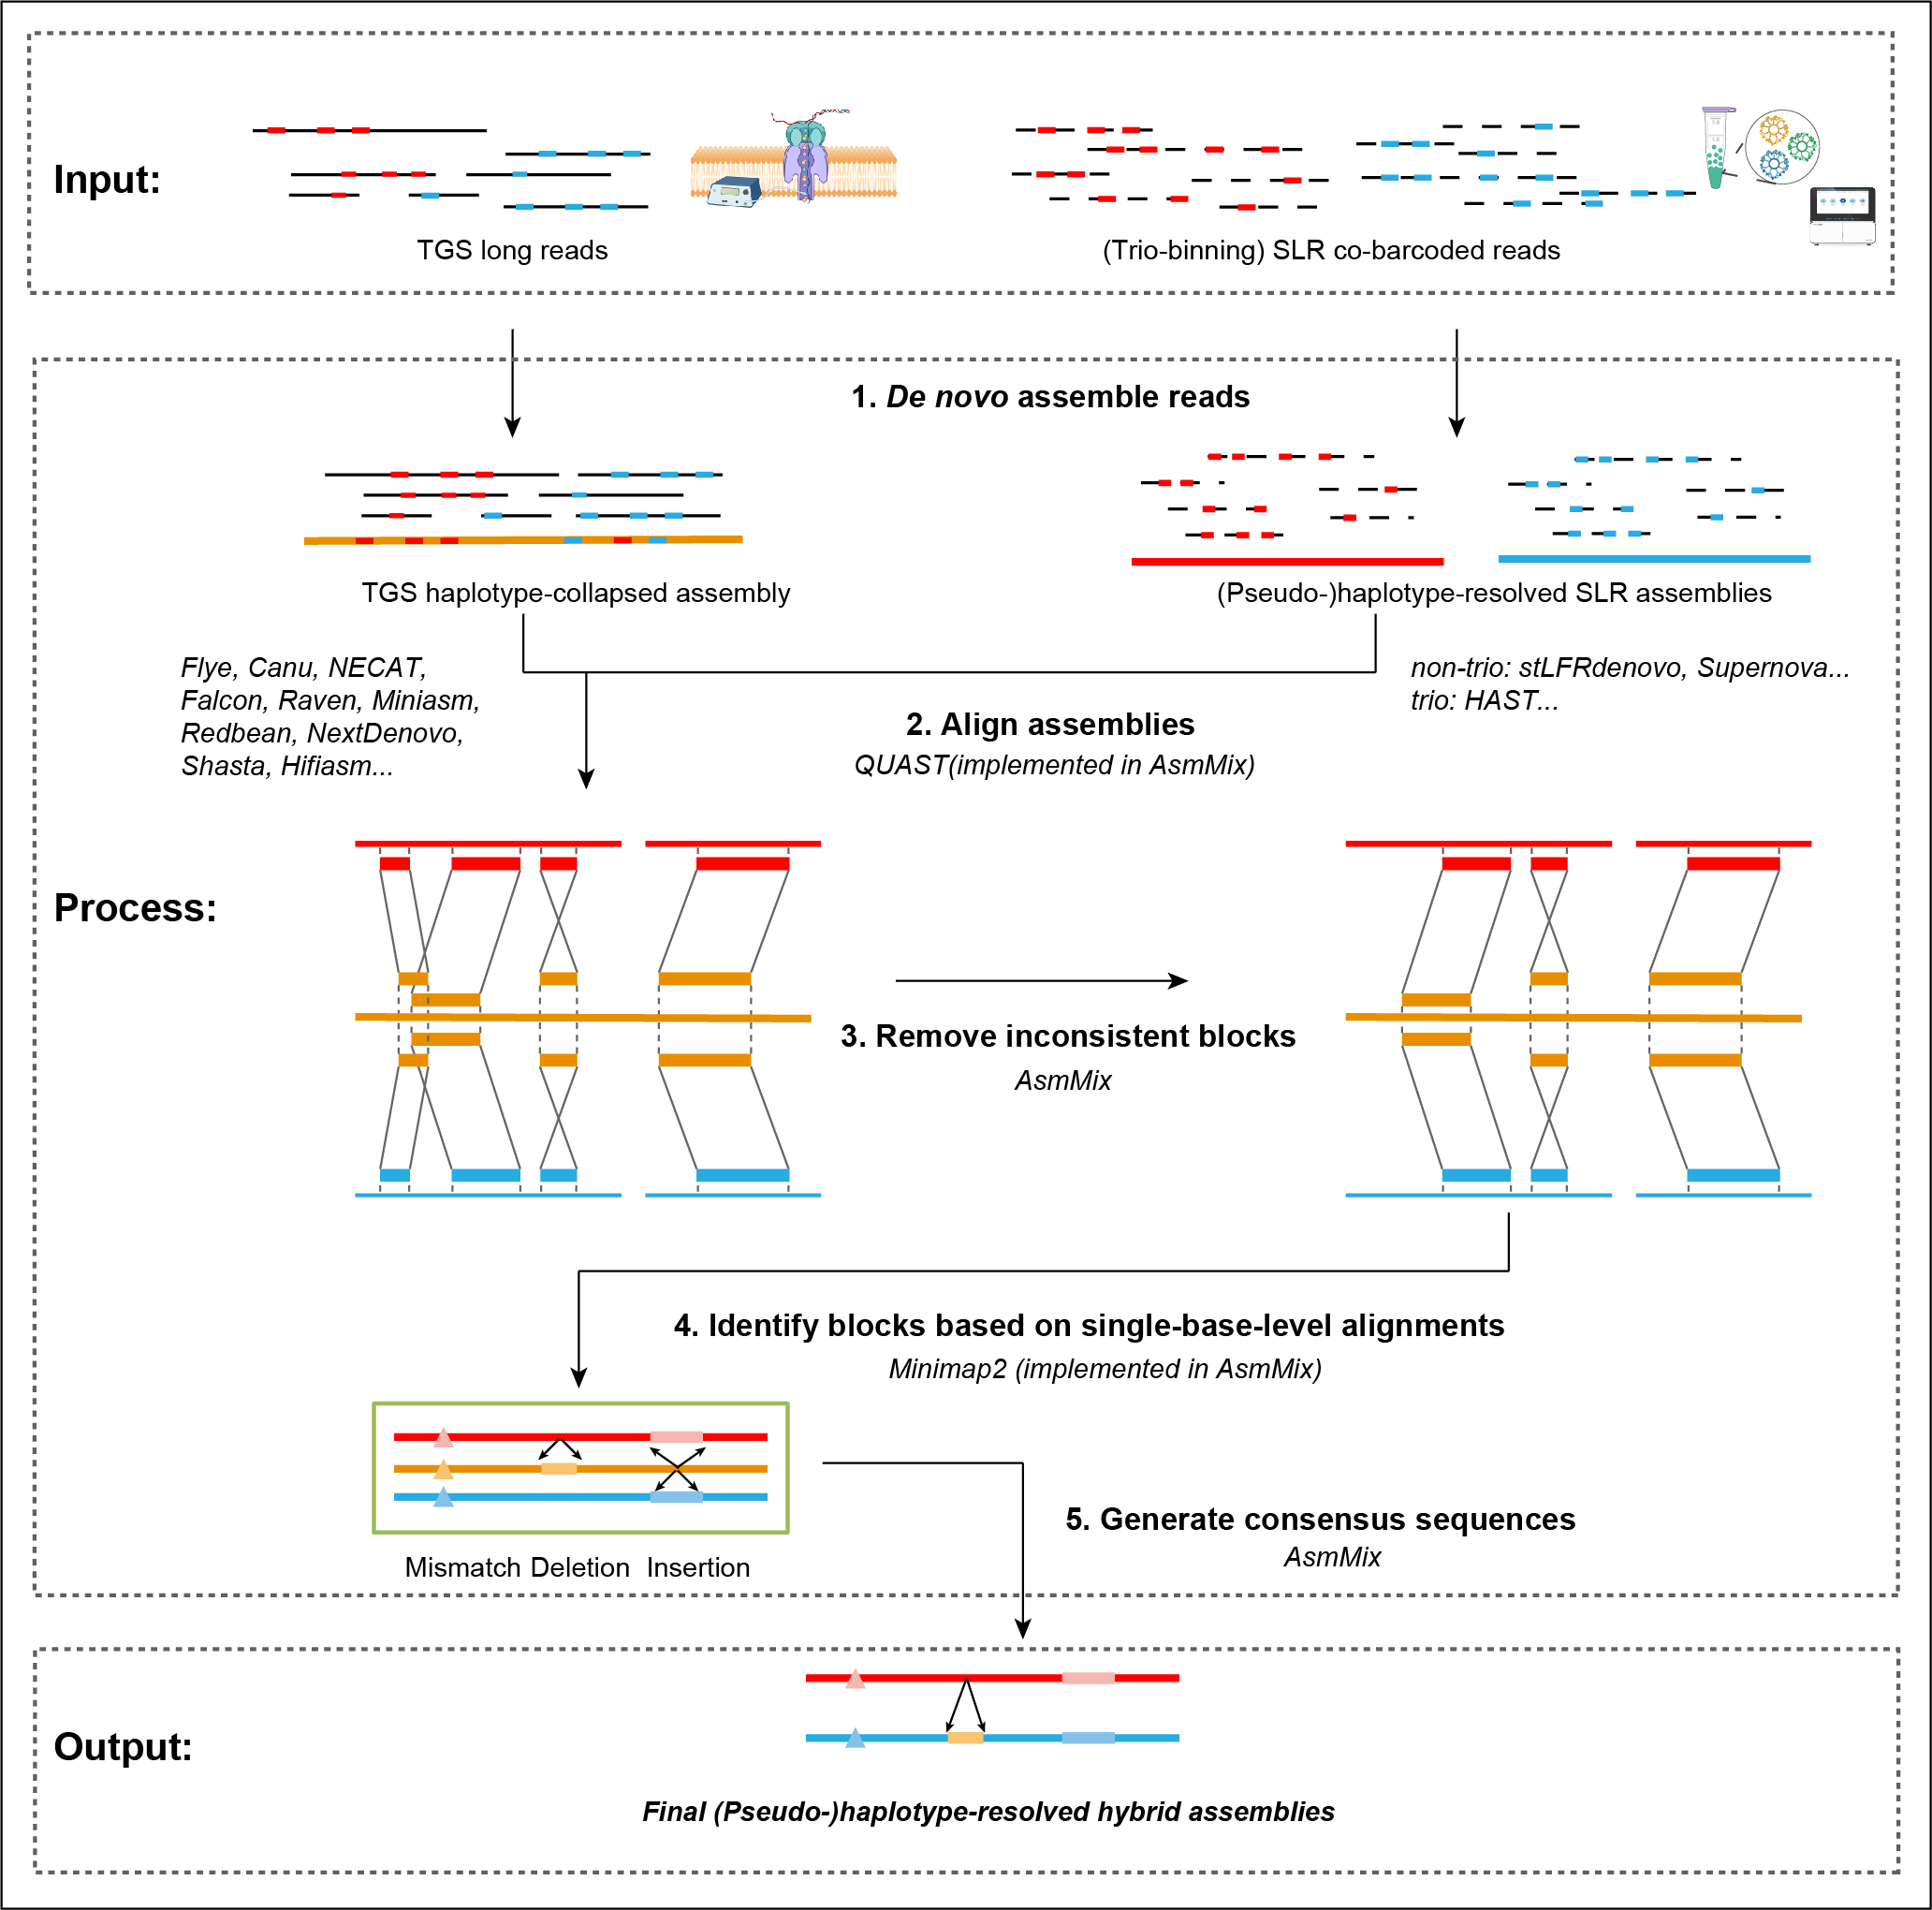 Input:
TGS long reads
(Trio-binning) SLR co-barcoded reads
1. De novo assemble reads
TGS haplotype-collapsed assembly
(Pseudo-)haplotype-resolved SLR assemblies
Flye, Canu, NECAT,
Falcon, Raven, Miniasm,
Redbean, NextDenovo,
Shasta, Hifiasm...
non-trio: stLFRdenovo, Supernova...
trio: HAST...
2. Align assemblies
QUAST(implemented in AsmMix)
Process:
3. Remove inconsistent blocks
AsmMix
4. Identify blocks based on single-base-level alignments
Minimap2 (implemented in AsmMix)
Mismatch Deletion Insertion
5. Generate consensus sequences
AsmMix
Output:
Final (Pseudo-)haplotype-resolved hybrid assemblies